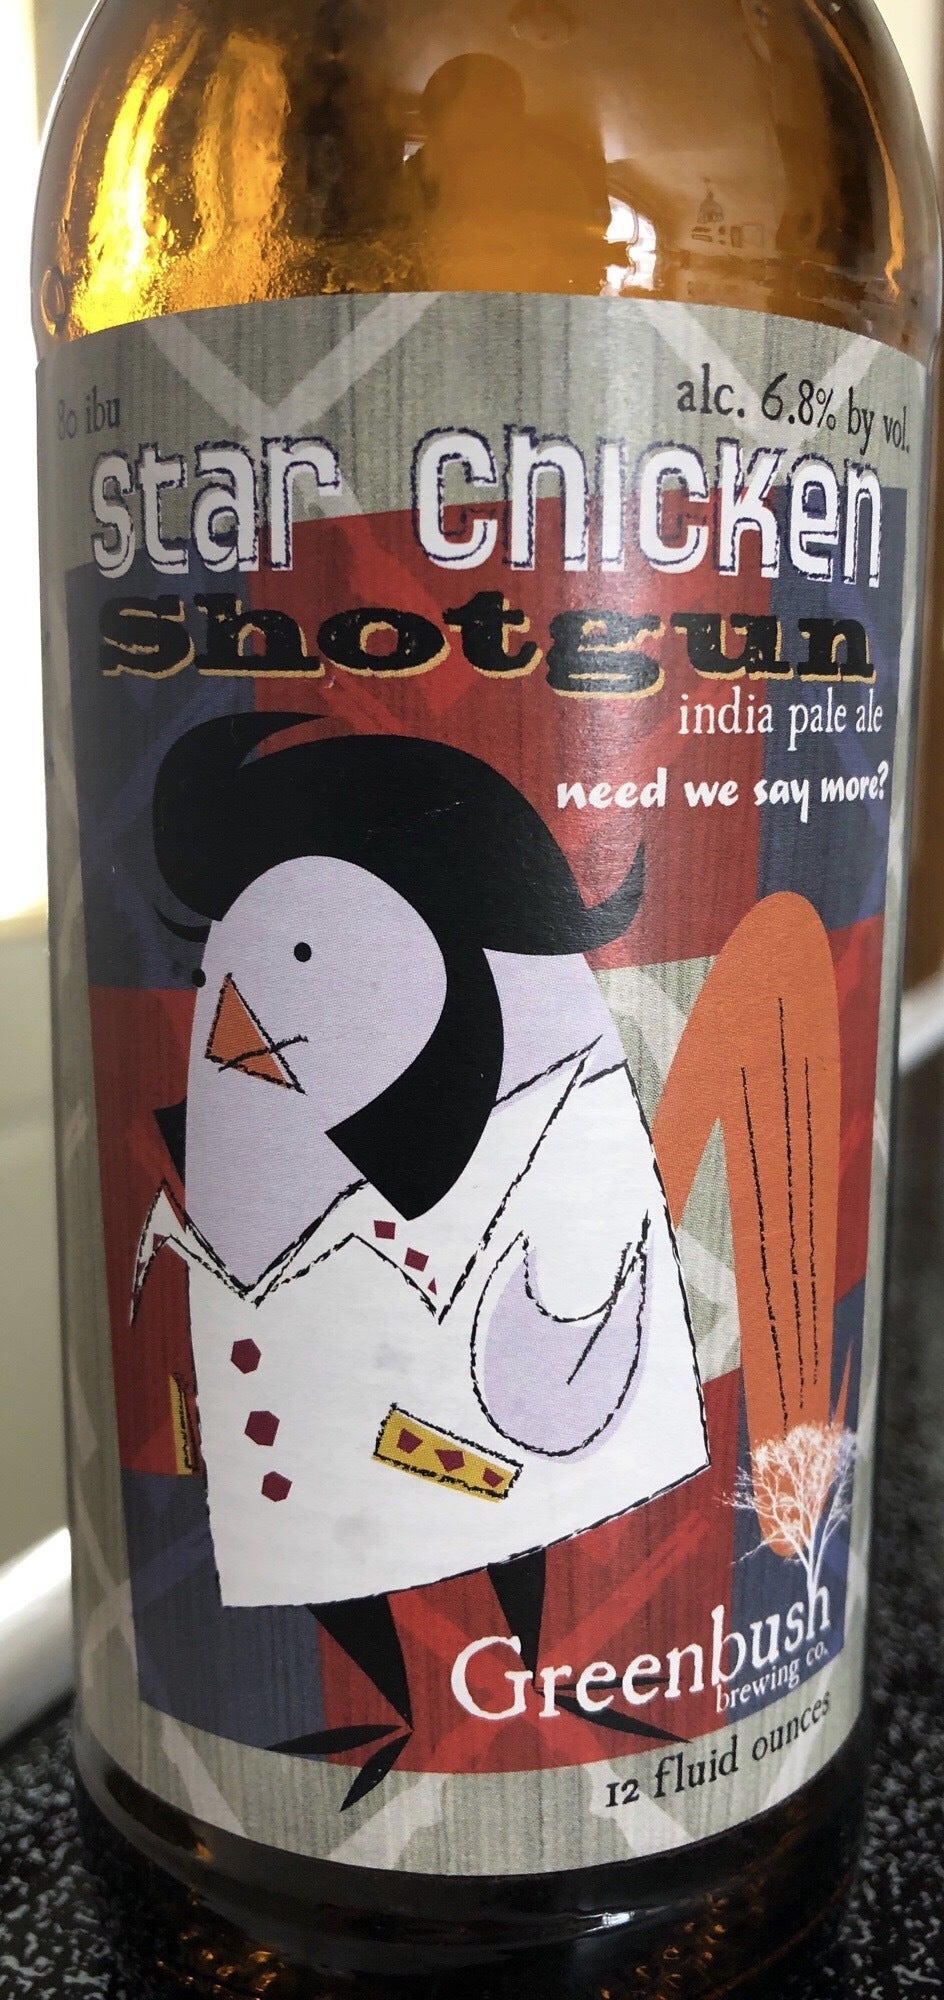 80 ibu
alc. 6.8% by vol.
Star Chicken
Shotgun
india pale ale
need we say more?
Greenbush
brewing co.
12 fluid ounces